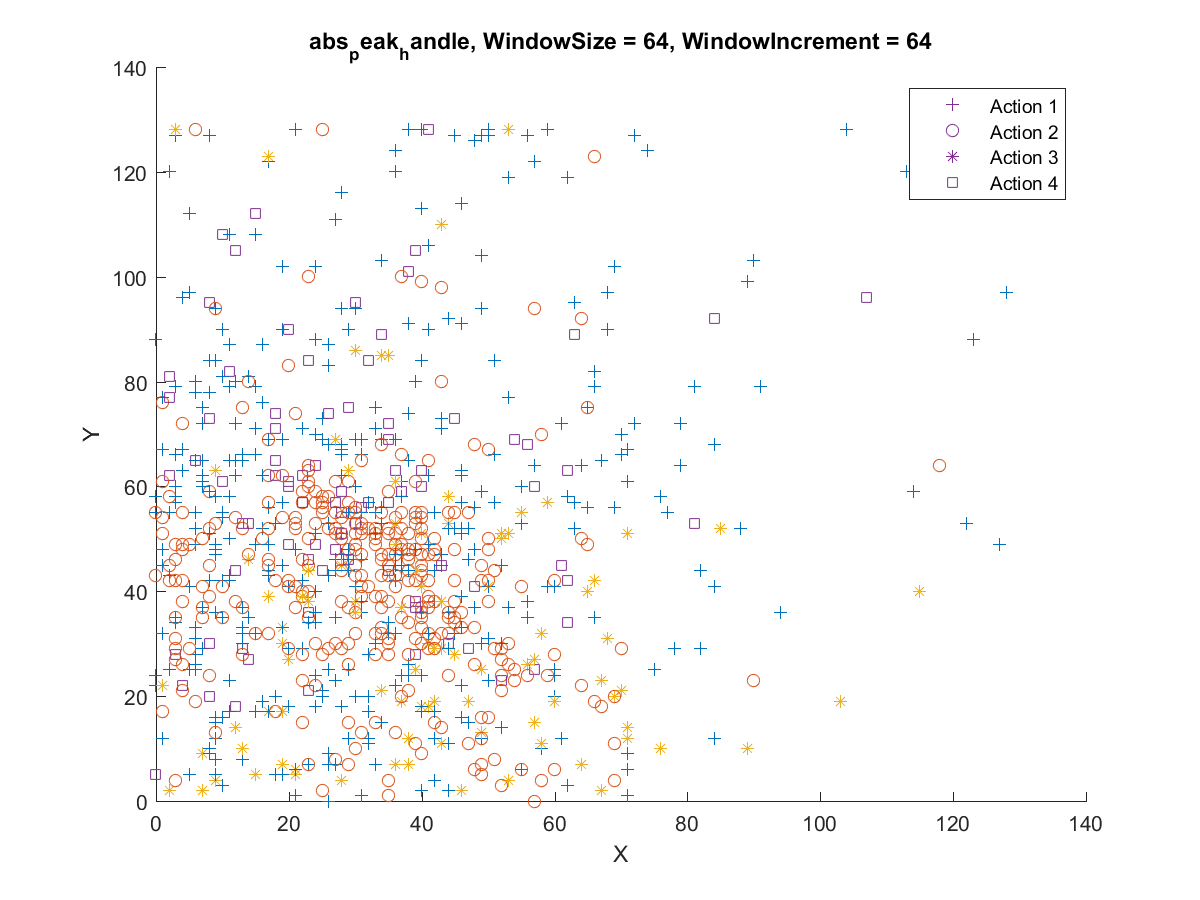 abs_peak_handle, WindowSize = 64, WindowIncrement = 64
140
120
100
80
60
40
20
0
Y
Action 1
Action 2
Action 3
Action 4
0 20 40 60 80 100 120 140
X